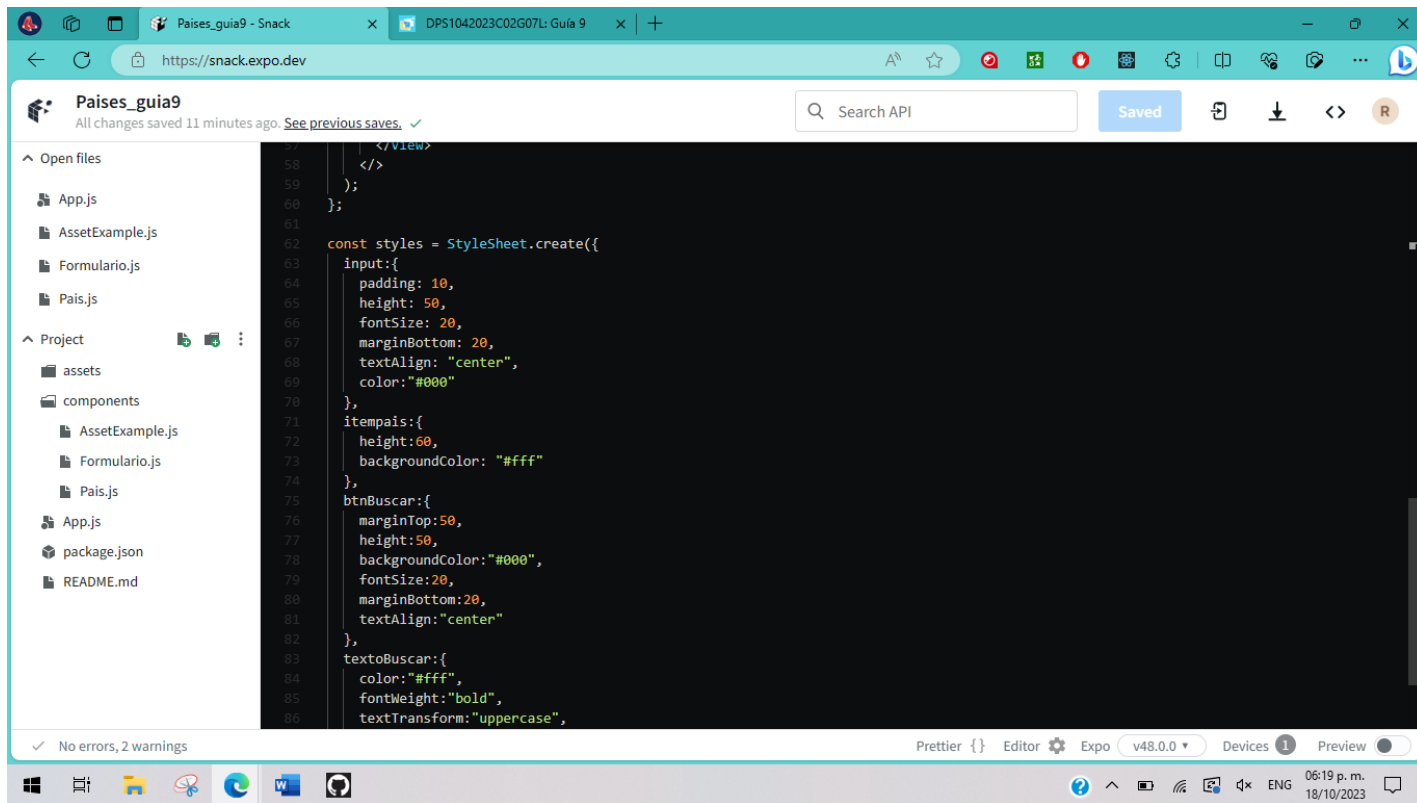 Paises_guia9 - Snack
DPS1042023C02G07L: Guía 9
https://snack.expo.dev
Paises_guia9
All changes saved 11 minutes ago. See previous saves.
Search API
Saved
R
Open files
App.js
AssetExample.js
Formulario.js
Pais.js
Project
assets
components
AssetExample.js
Formulario.js
Pais.js
App.js
package.json
README.md
57 </View>
58 </>
59 );
60 };
61
62 const styles = StyleSheet.create({
63 input:{
64 padding: 10,
65 height: 50,
66 fontSize: 20,
67 marginBottom: 20,
68 textAlign: "center",
69 color:"#000"
70 },
71 itempais:{
72 height:60,
73 backgroundColor: "#fff"
74 },
75 btnBuscar:{
76 marginTop:50,
77 height:50,
78 backgroundColor:"#000",
79 fontSize:20,
80 marginBottom:20,
81 textAlign:"center"
82 },
83 textoBuscar:{
84 color:"#fff",
85 fontWeight:"bold",
86 textTransform:"uppercase",
No errors, 2 warnings
Prettier {} Editor Expo v48.0.0 Devices 1 Preview
ENG
06:19 p. m.
18/10/2023